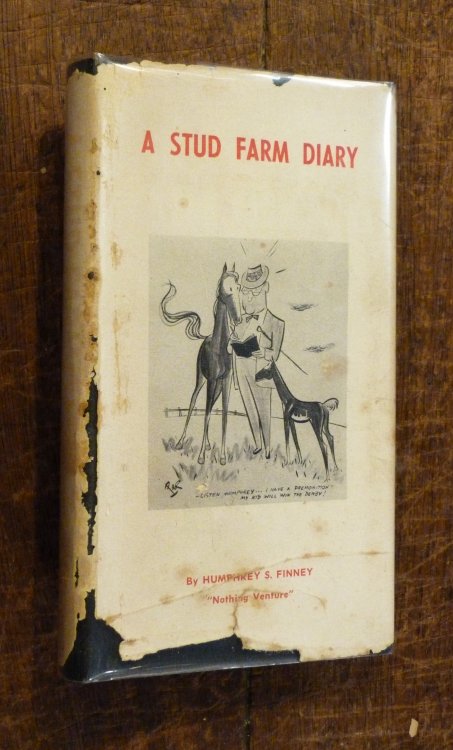 A STUD FARM DIARY
-LISTEN HUMPHREY... I HAVE A PREMONITION
MY KID WILL WIN THE DERBY!
By HUMPHREY S. FINNEY
"Nothing Venture"